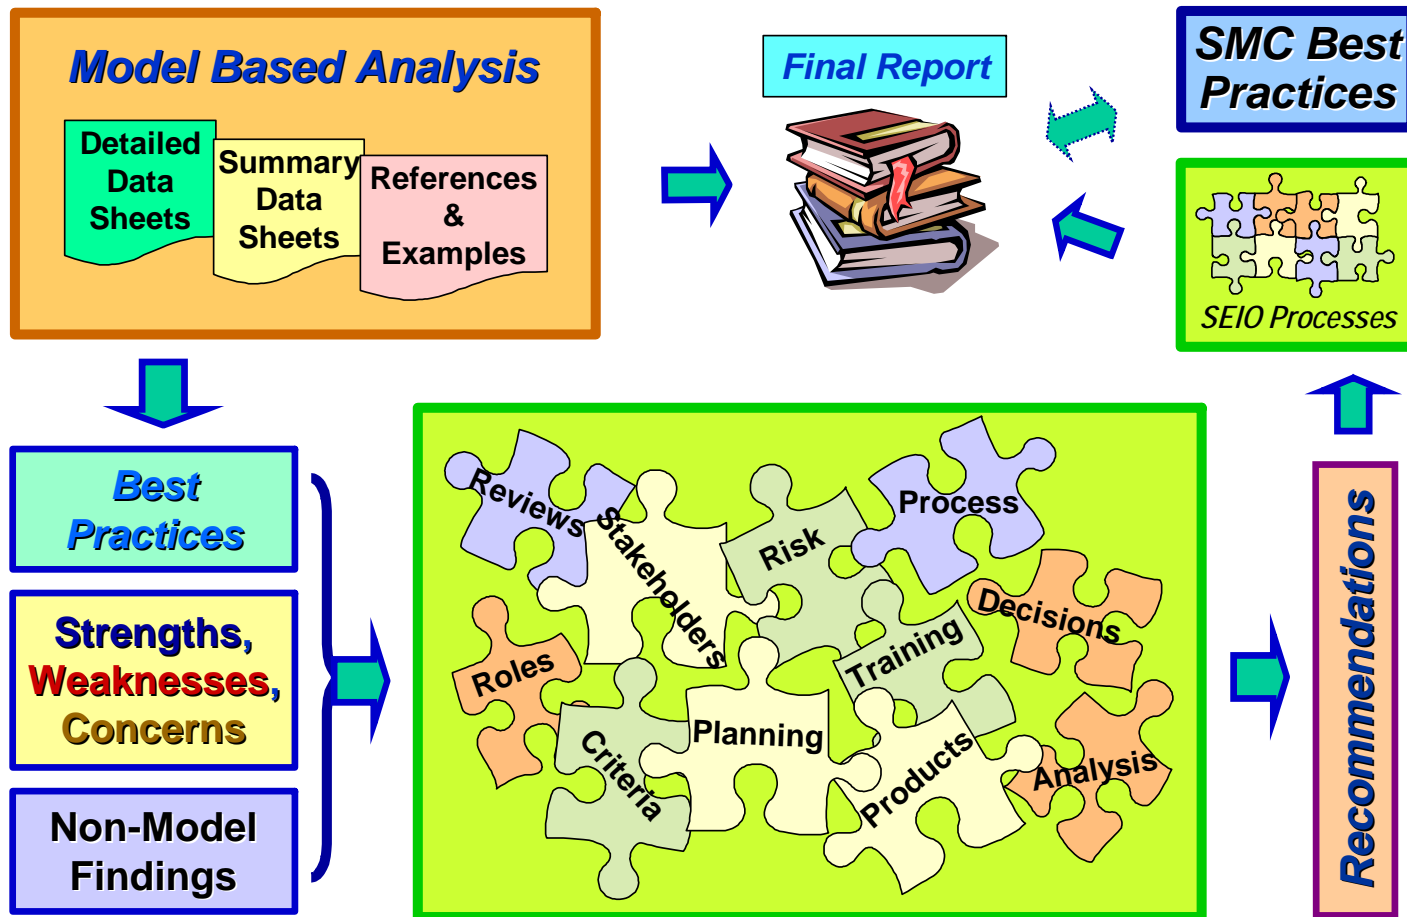 Model Based Analysis
Detailed
Data
Sheets
Summary
Data
Sheets
References
&
Examples
Final Report
SMC Best
Practices
SEIO Processes
Best
Practices
Strengths,
Weaknesses,
Concerns
Non-Model
Findings
Reviews
Stakeholders
Risk
Process
Decisions
Roles
Training
Criteria
Planning
Products
Analysis
Recommendations